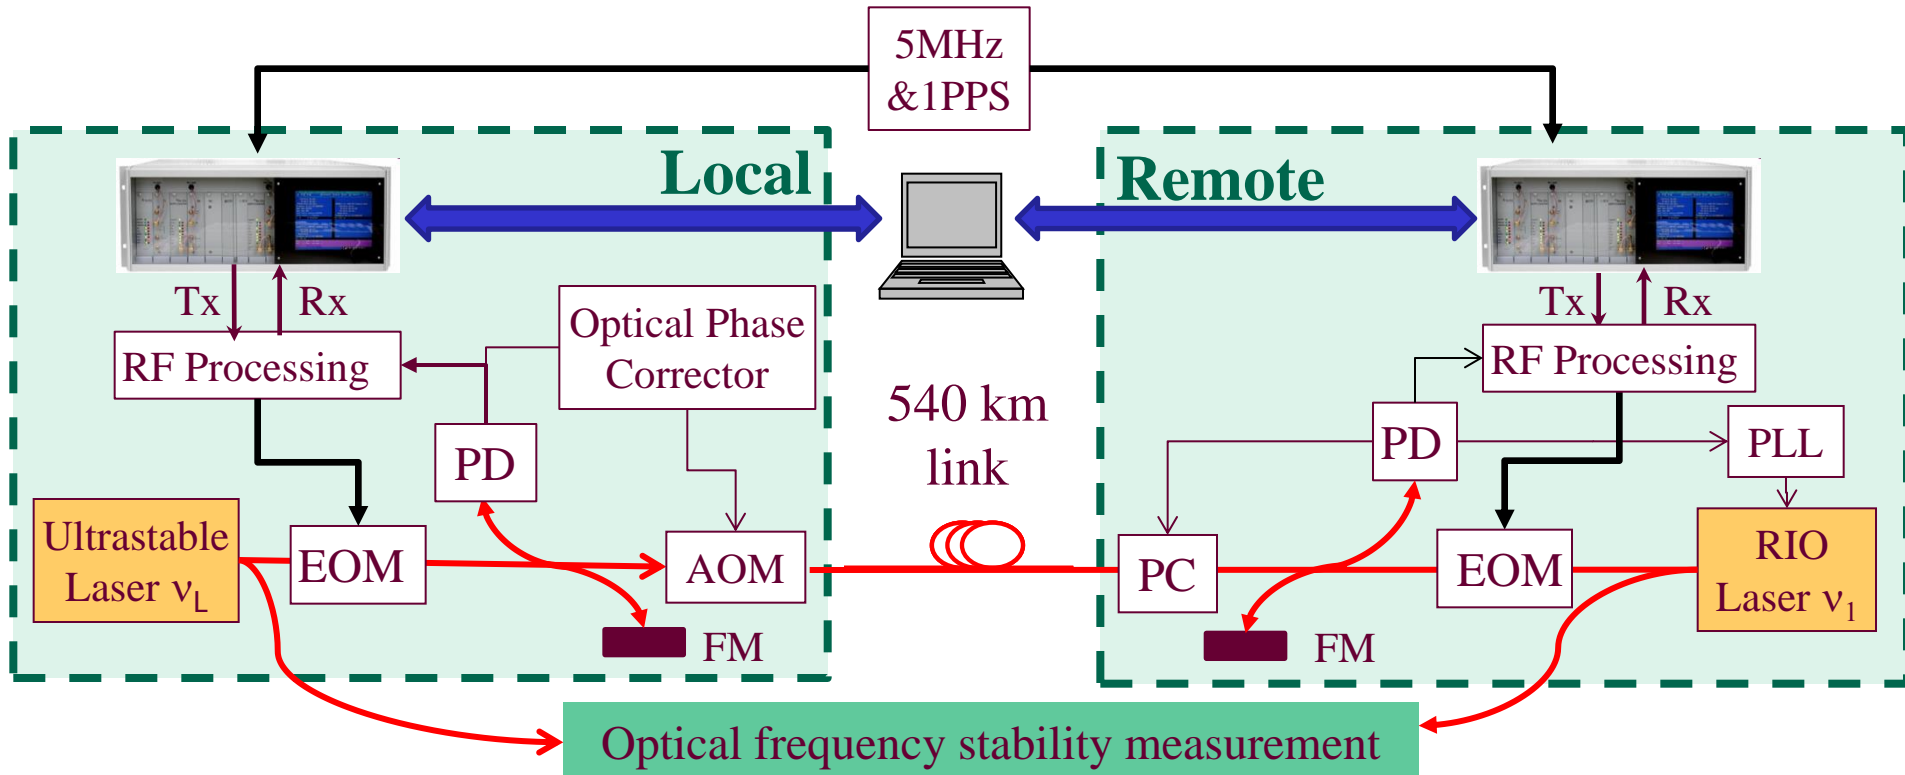 5MHz
&1PPS
Local
Remote
Tx
Rx
RF Processing
Optical Phase
Corrector
PD
Ultrastable
Laser νL
EOM
AOM
FM
540 km
link
Tx
Rx
RF Processing
PD
PLL
PC
EOM
RIO
Laser ν1
FM
Optical frequency stability measurement